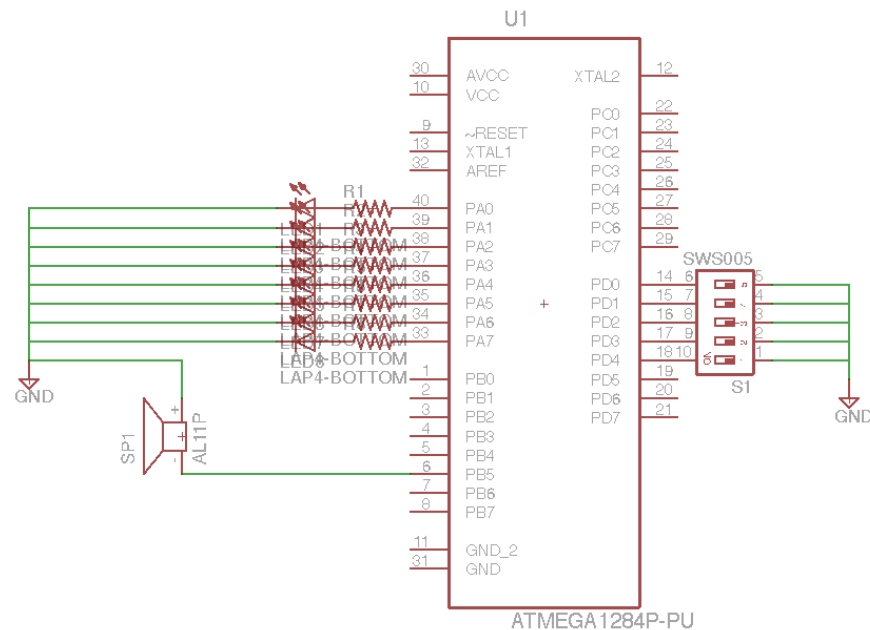 U1
30 AVCC
10 VCC
9 ~RESET
13 XTAL1
32 AREF
40 PA0
39 PA1
38 PA2
37 PA3
36 PA4
35 PA5
34 PA6
33 PA7
1 PB0
2 PB1
3 PB2
4 PB3
5 PB4
6 PB5
7 PB6
8 PB7
11 GND_2
31 GND
XTAL2 12
PC0 22
PC1 23
PC2 24
PC3 25
PC4 26
PC5 27
PC6 28
PC7 29
PD0 14
PD1 15
PD2 16
PD3 17
PD4 18
PD5 19
PD6 20
PD7 21
ATMEGA1284P-PU
R1
LAP4-BOTTOM
LAP4-BOTTOM
GND
SP1
+
-
AL11P
SWS005
6 5
7 4
8 3
9 2
10 1
ON
S1
GND